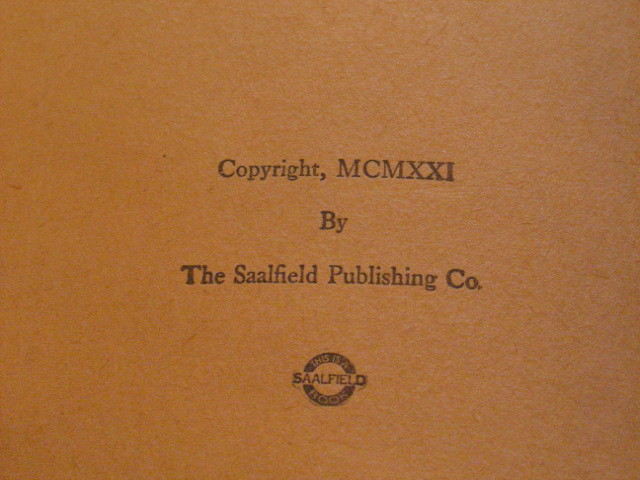 Copyright, MCMXXI
By
The Saalfield Publishing Co.
THIS IS A
SAALFIELD
BOOK